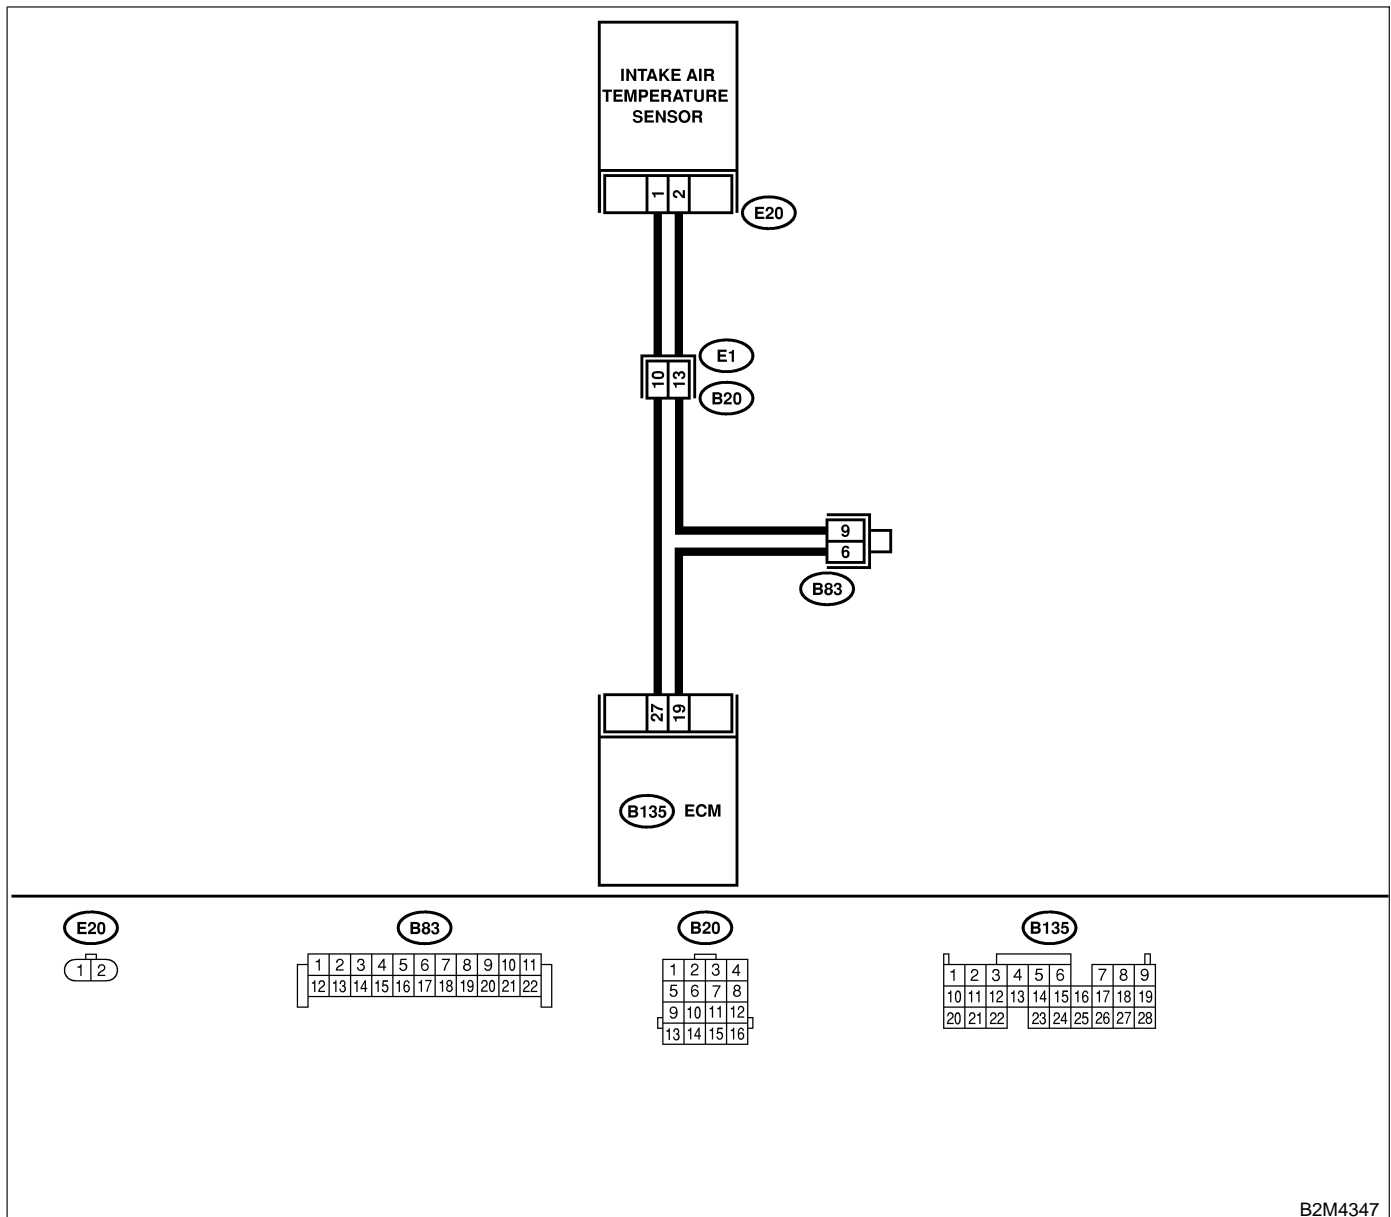 INTAKE AIR
TEMPERATURE
SENSOR
1 2
E20
E1
10 13
B20
9
6
B83
27 19
B135 ECM
E20 B83 B20 B135
1 2
1 2 3 4 5 6 7 8 9 10 11
12 13 14 15 16 17 18 19 20 21 22
1 2 3 4
5 6 7 8
9 10 11 12
13 14 15 16
1 2 3 4 5 6 7 8 9
10 11 12 13 14 15 16 17 18 19
20 21 22 23 24 25 26 27 28
B2M4347